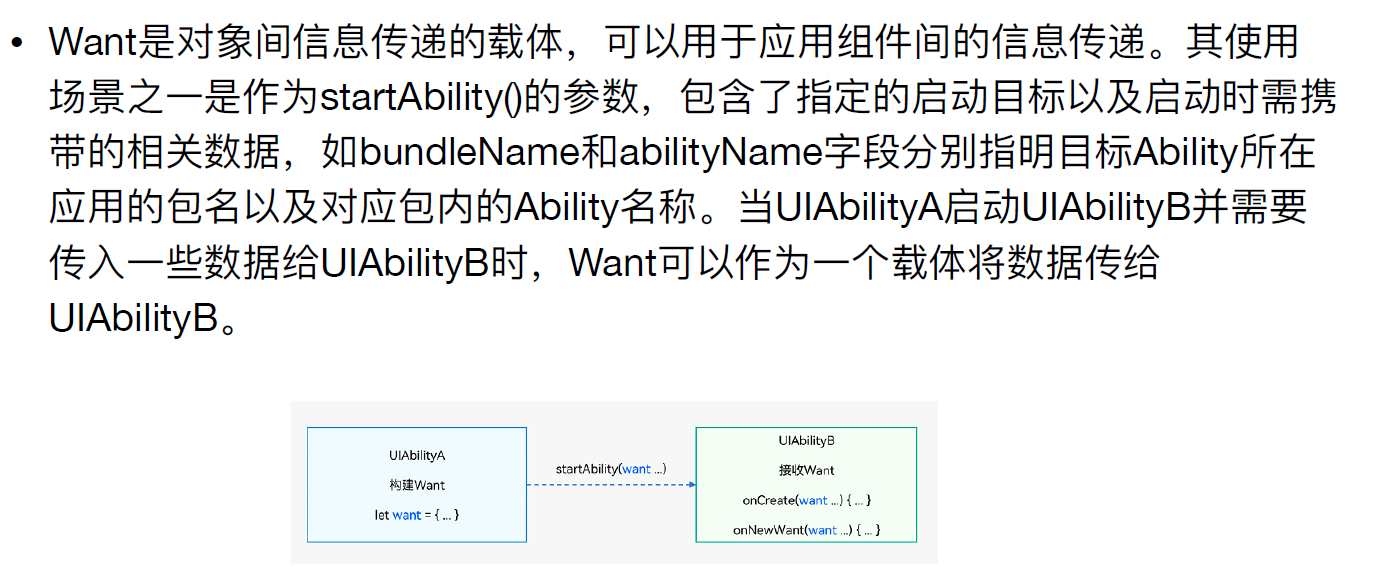 • Want是对象间信息传递的载体，可以用于应用组件间的信息传递。其使用
场景之一是作为startAbility()的参数，包含了指定的启动目标以及启动时需携
带的相关数据，如bundleName和abilityName字段分别指明目标Ability所在
应用的包名以及对应包内的Ability名称。当UIAbilityA启动UIAbilityB并需要
传入一些数据给UIAbilityB时，Want可以作为一个载体将数据传给
UIAbilityB。
UIAbilityA
构建Want
let want = { ... }
startAbility(want ...)
UIAbilityB
接收Want
onCreate(want ...) { ... }
onNewWant(want ...) { ... }